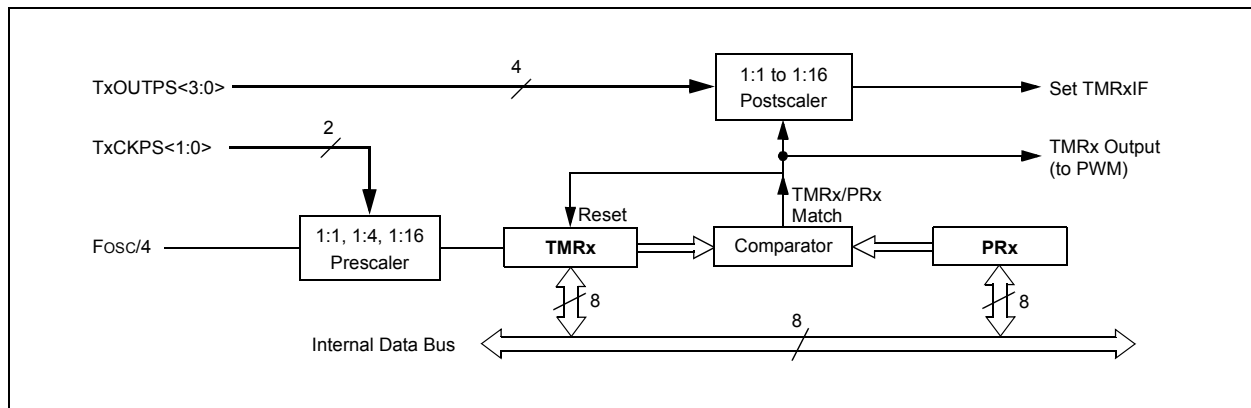 TxOUTPS<3:0>
4
1:1 to 1:16
Postscaler
Set TMRxIF
TxCKPS<1:0>
2
TMRx Output
(to PWM)
TMRx/PRx
Match
Reset
FOSC/4
1:1, 1:4, 1:16
Prescaler
TMRx
Comparator
PRx
8
8
8
Internal Data Bus